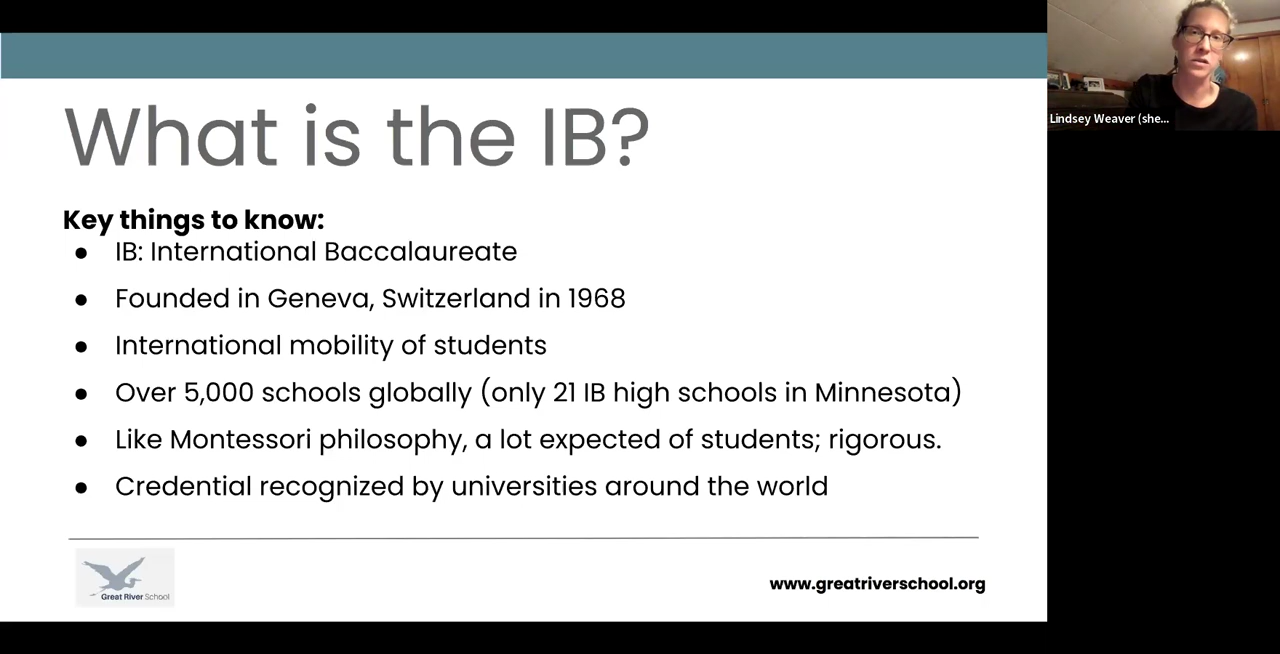 What is the IB?
Key things to know:
● IB: International Baccalaureate
● Founded in Geneva, Switzerland in 1968
● International mobility of students
● Over 5,000 schools globally (only 21 IB high schools in Minnesota)
● Like Montessori philosophy, a lot expected of students; rigorous.
● Credential recognized by universities around the world
Great River School
www.greatriverschool.org
Lindsey Weaver (she...